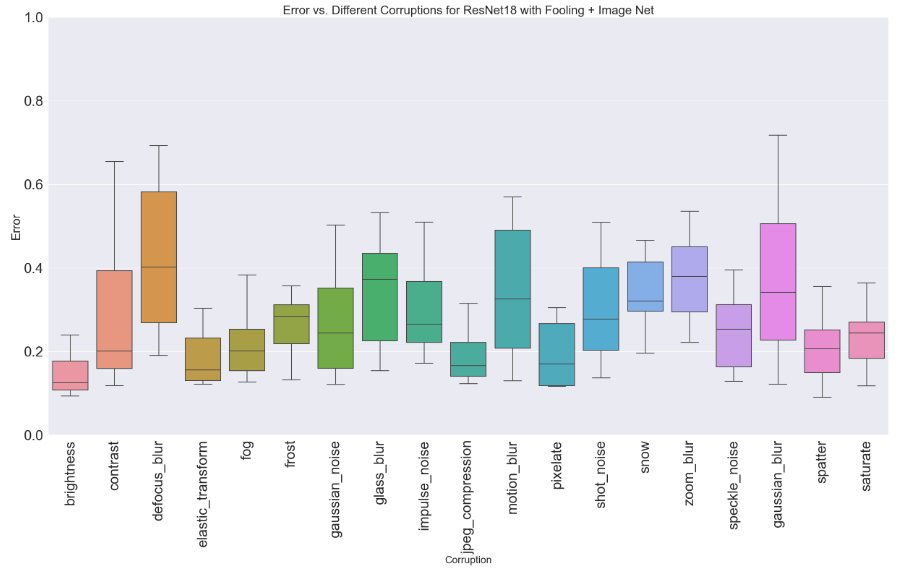 Error vs. Different Corruptions for ResNet18 with Fooling + Image Net
1.0
0.8
0.6
0.4
0.2
0.0
Error
brightness
contrast
defocus_blur
elastic_transform
fog
frost
gaussian_noise
glass_blur
impulse_noise
jpeg_compression
motion_blur
pixelate
shot_noise
snow
zoom_blur
speckle_noise
gaussian_blur
spatter
saturate
Corruption